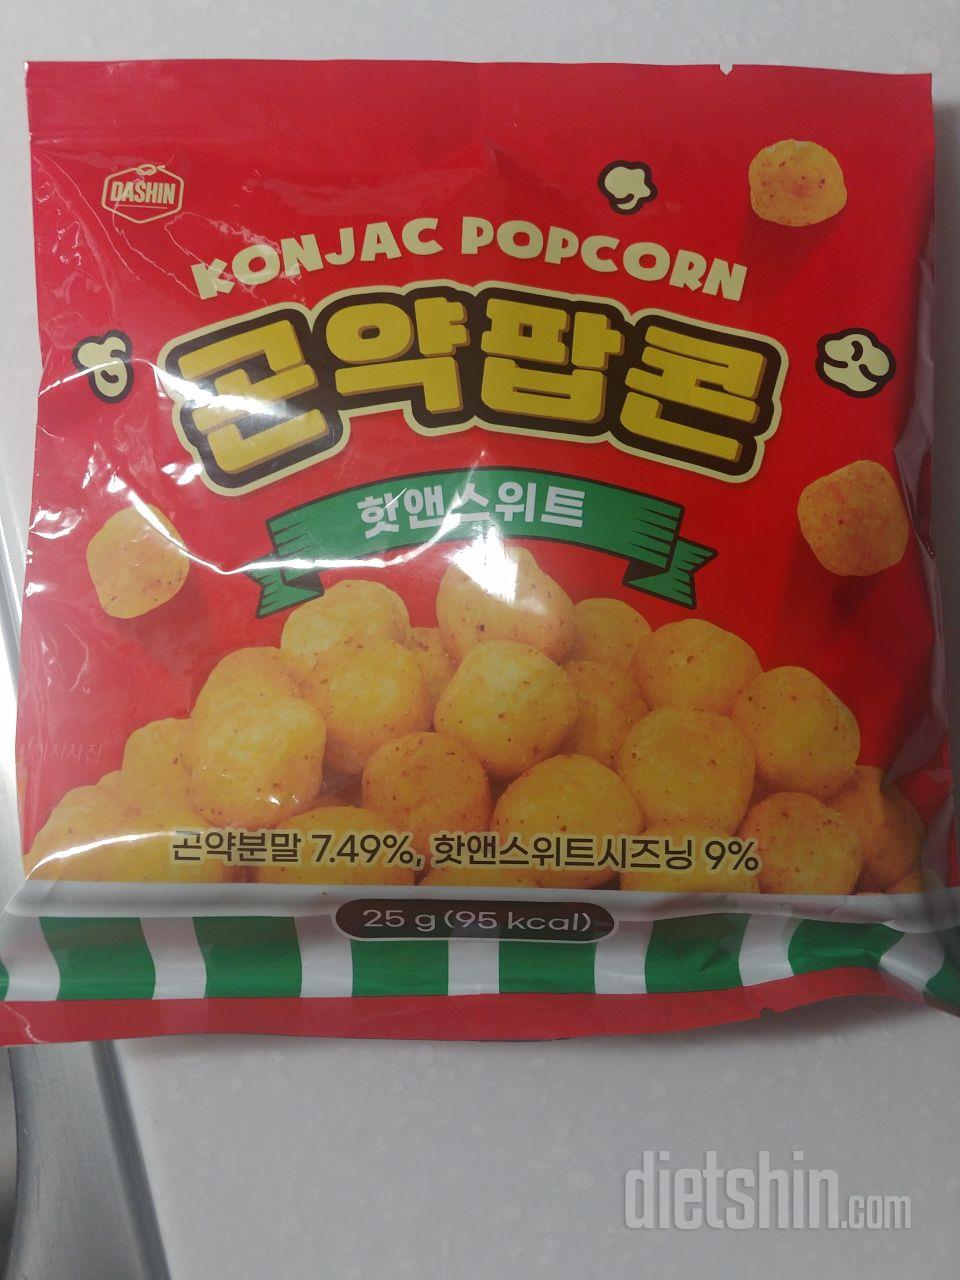 DASHIN
KONJAC POPCORN
곤약팝콘
핫앤스위트
곤약분말 7.49%, 핫앤스위트시즈닝 9%
25 g (95 kcal)
dietshin.com